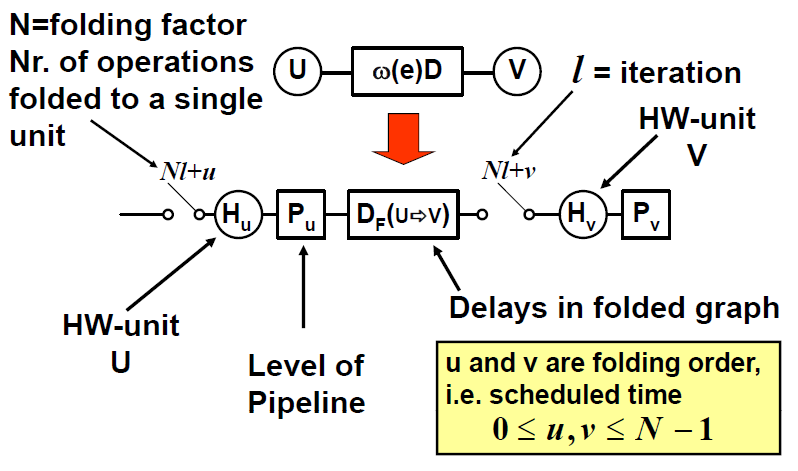 N=folding factor
Nr. of operations
folded to a single
unit
U
ω(e)D
V
l = iteration
HW-unit
V
Nl+u
Nl+v
Hu
Pu
DF(U⇨V)
Hv
Pv
HW-unit
U
Level of
Pipeline
Delays in folded graph
u and v are folding order,
i.e. scheduled time
0 ≤ u, v ≤ N − 1